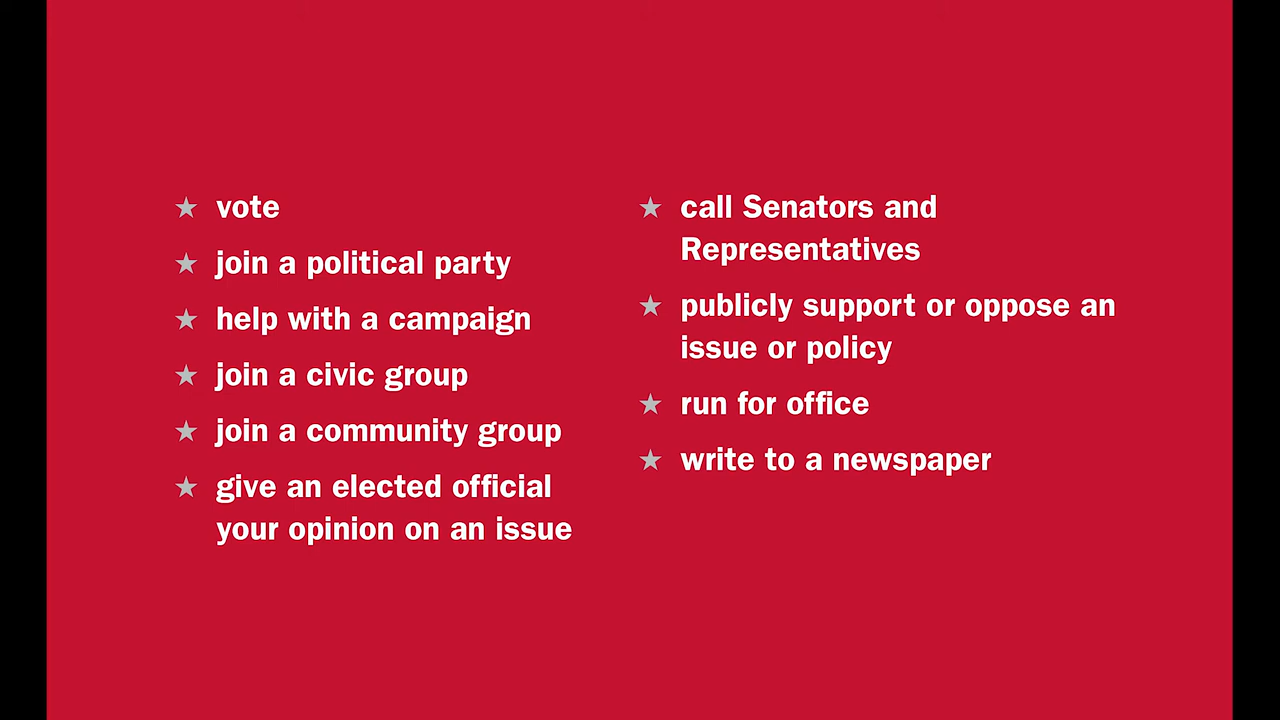 vote
join a political party
help with a campaign
join a civic group
join a community group
give an elected official
your opinion on an issue
call Senators and
Representatives
publicly support or oppose an
issue or policy
run for office
write to a newspaper